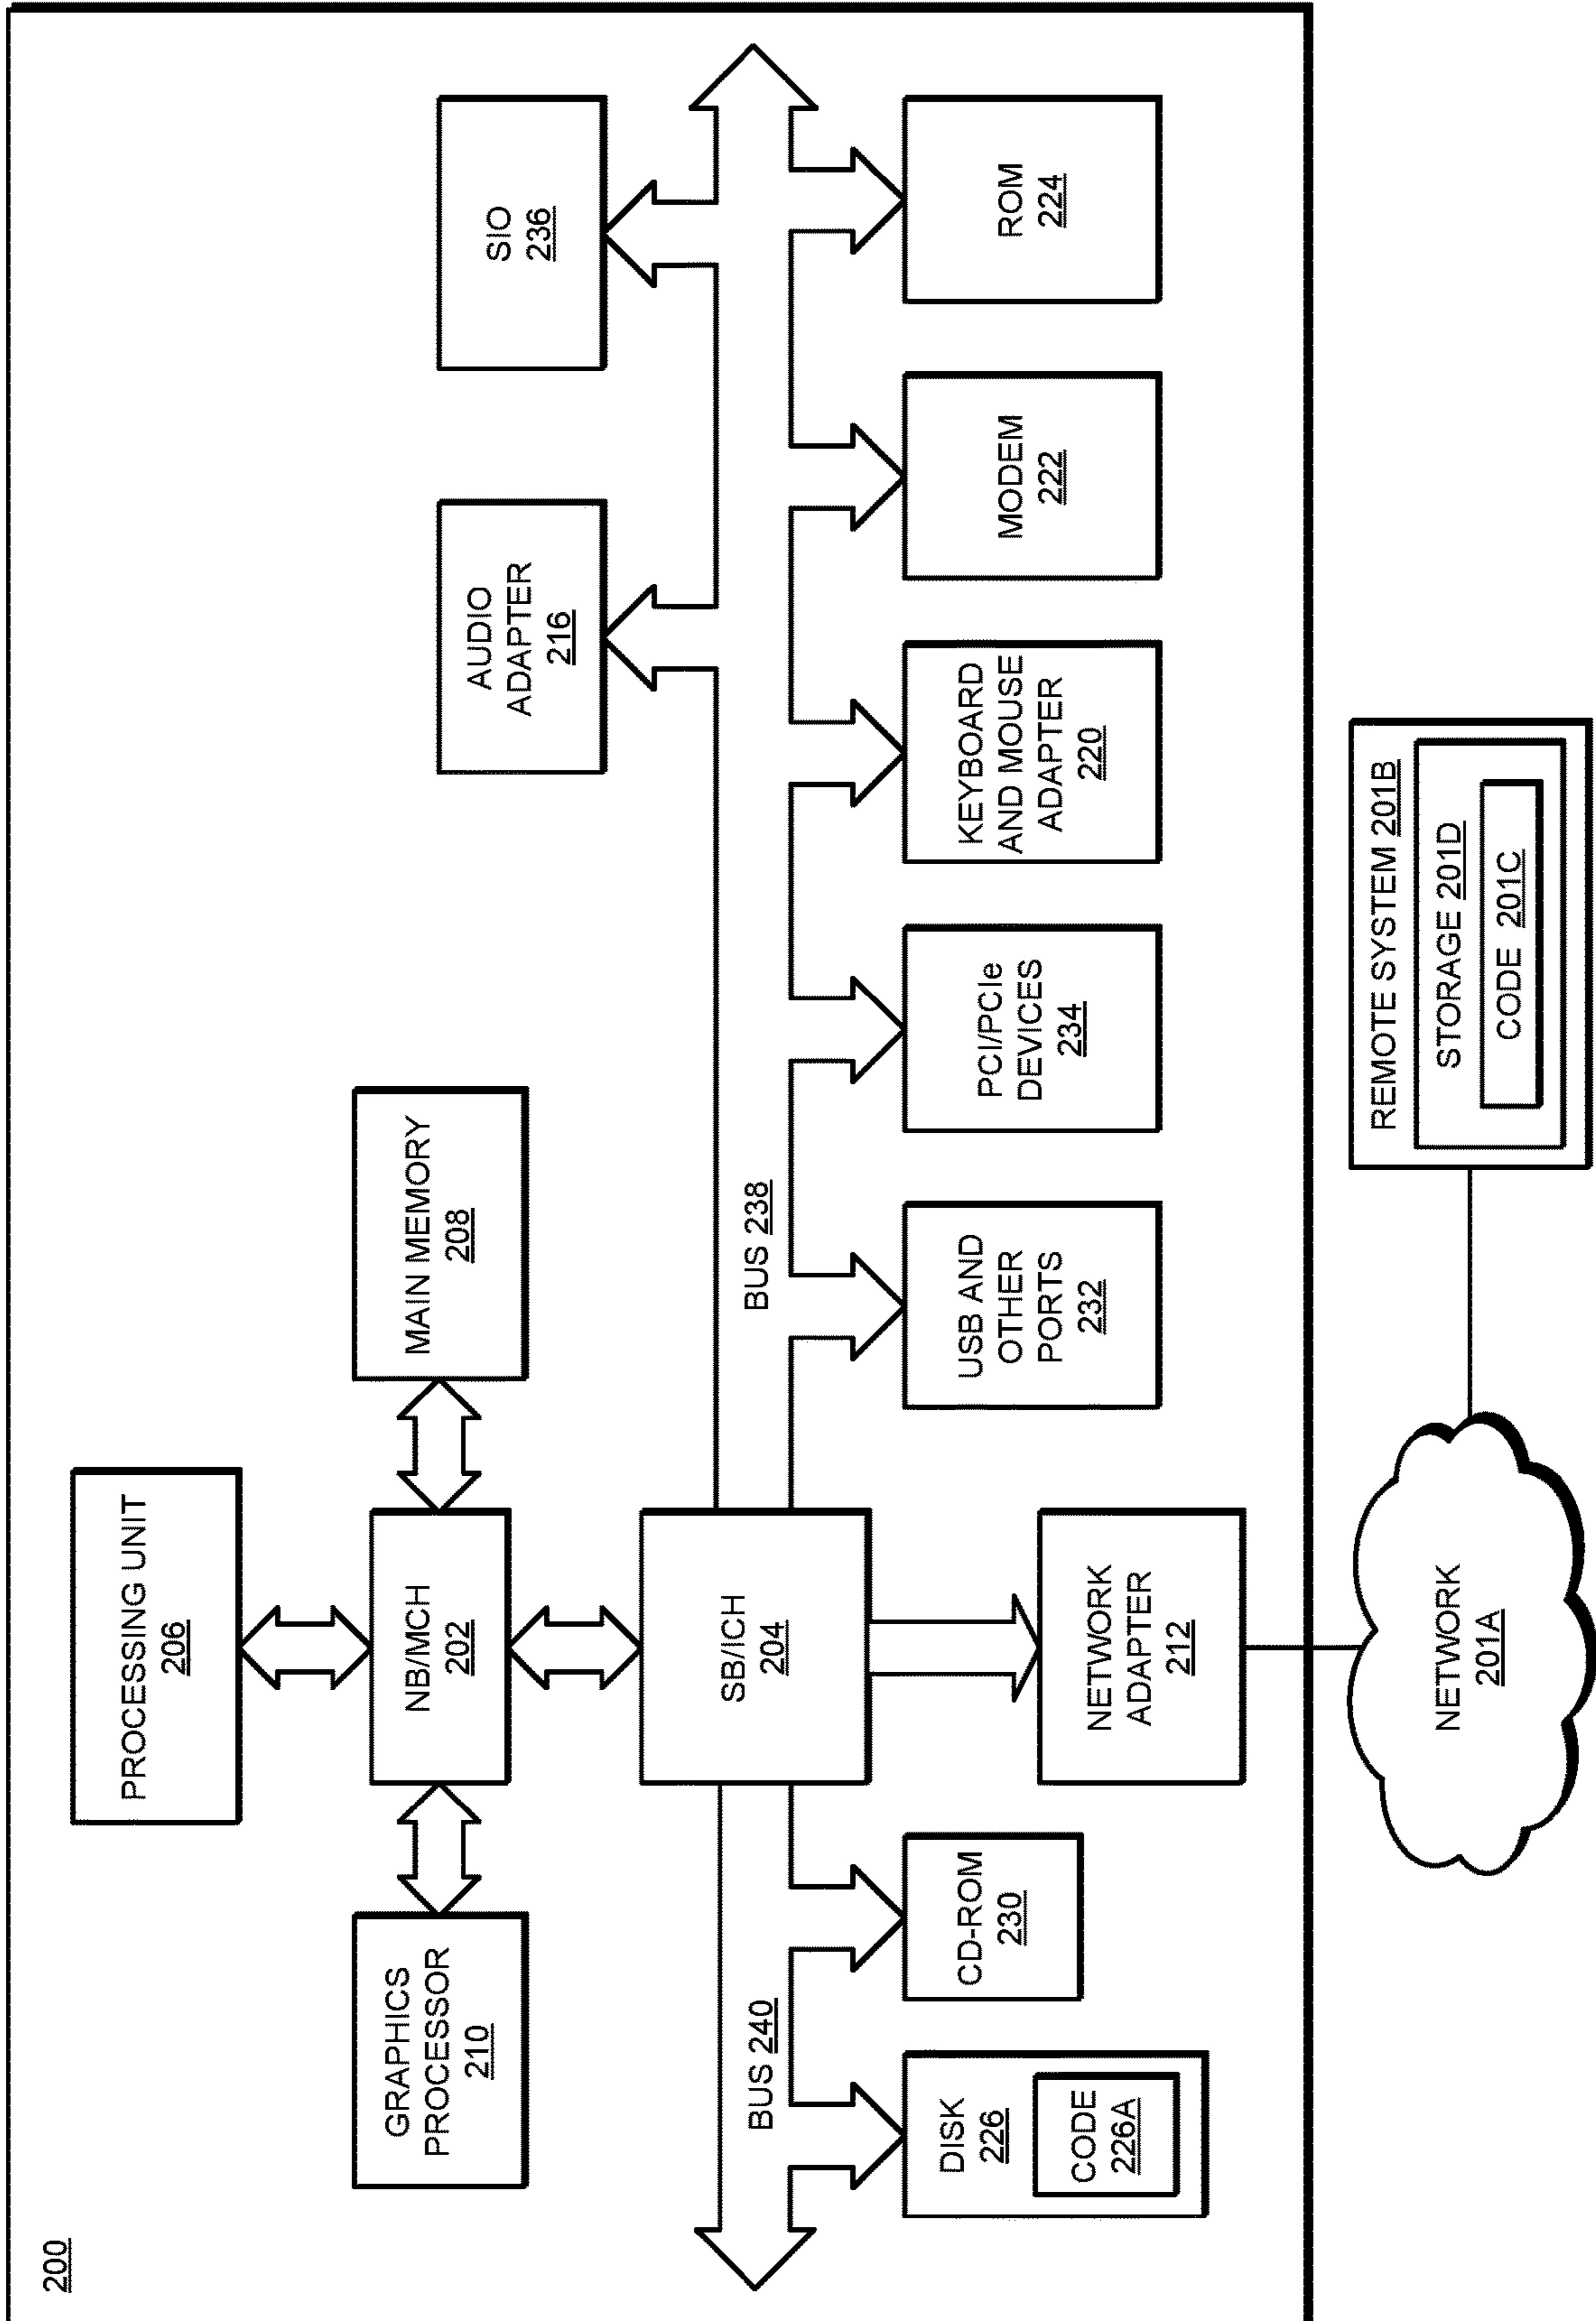 200
PROCESSING UNIT
206
GRAPHICS
PROCESSOR
210
NB/MCH
202
MAIN MEMORY
208
AUDIO
ADAPTER
216
SIO
236
SB/ICH
204
BUS 240
BUS 238
DISK
226
CODE
226A
CD-ROM
230
NETWORK
ADAPTER
212
USB AND
OTHER
PORTS
232
PCI/PCIe
DEVICES
234
KEYBOARD
AND MOUSE
ADAPTER
220
MODEM
222
ROM
224
NETWORK
201A
REMOTE SYSTEM 201B
STORAGE 201D
CODE 201C